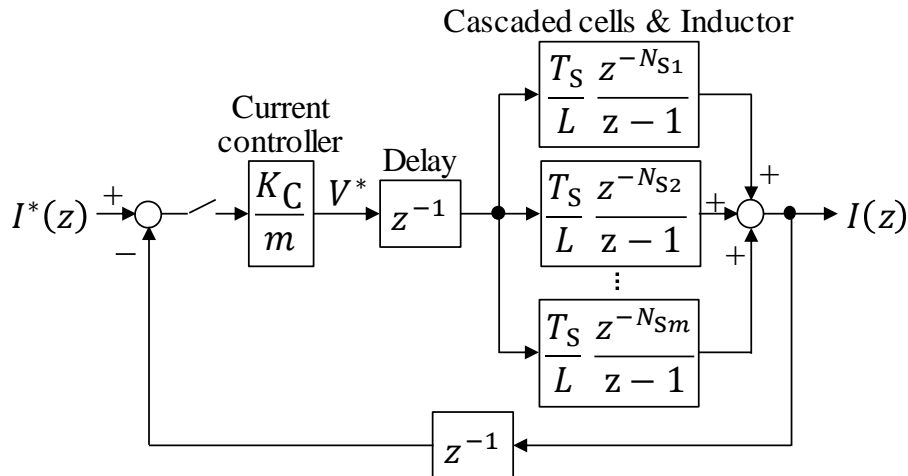 Cascaded cells & Inductor
T_S/L z^{-N_{S1}}/(z − 1)
Current
controller
Delay
I*(z)
+
−
K_C/m
V*
z^{-1}
T_S/L z^{-N_{S2}}/(z − 1)
+
+
+
I(z)
⋮
T_S/L z^{-N_{Sm}}/(z − 1)
z^{-1}